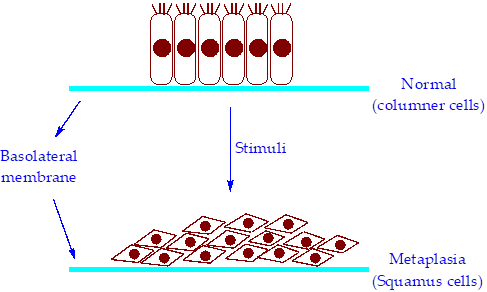 Normal
(columner cells)
Stimuli
Basolateral
membrane
Metaplasia
(Squamus cells)